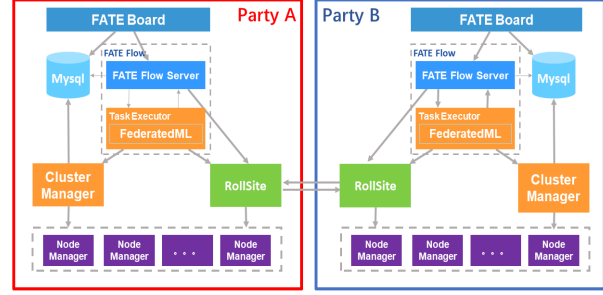 Party A
FATE Board
FATE Flow
Mysql
FATE Flow Server
TaskExecutor
FederatedML
Cluster
Manager
RollSite
Node
Manager
Node
Manager
• • •
Node
Manager
Party B
FATE Board
FATE Flow
FATE Flow Server
Mysql
TaskExecutor
FederatedML
RollSite
Cluster
Manager
Node
Manager
Node
Manager
• • •
Node
Manager